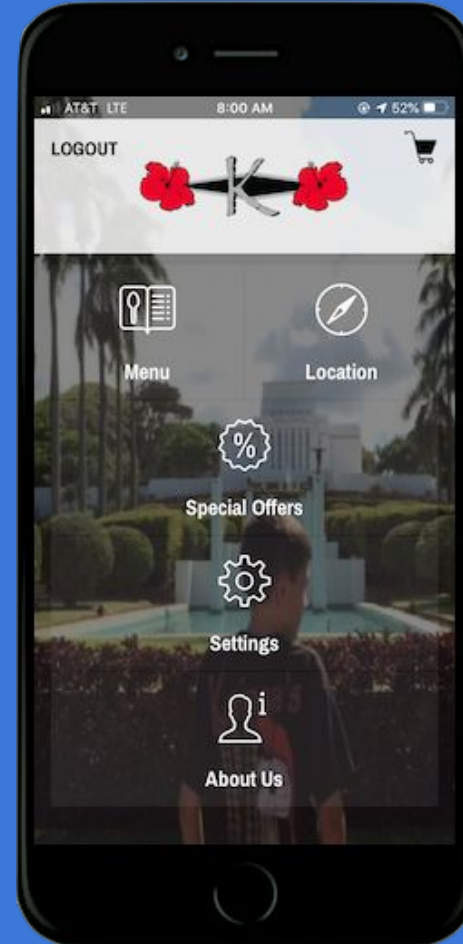 AT&T LTE 8:00 AM 52%
LOGOUT
K
Menu Location
%
Special Offers
Settings
i
About Us